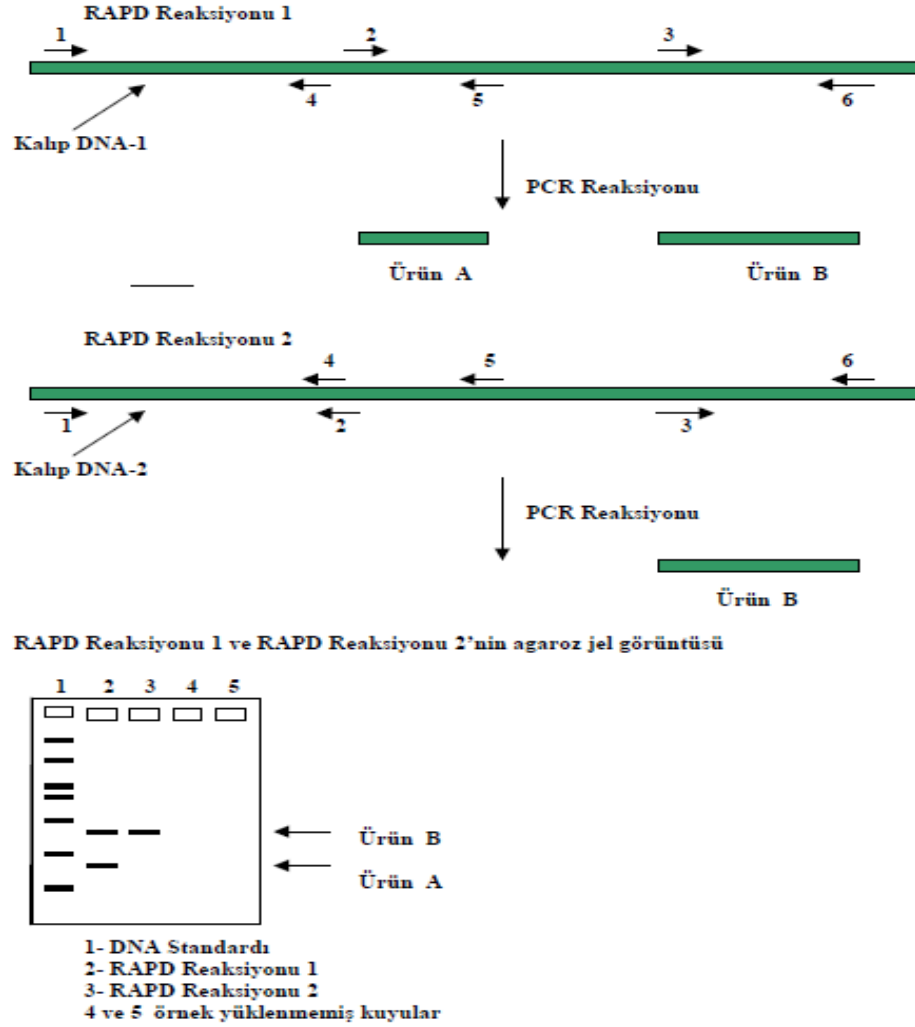 RAPD Reaksiyonu 1
1 2 3
4 5 6
Kalıp DNA-1
PCR Reaksiyonu
Ürün A Ürün B
RAPD Reaksiyonu 2
4 5 6
1 2 3
Kalıp DNA-2
PCR Reaksiyonu
Ürün B
RAPD Reaksiyonu 1 ve RAPD Reaksiyonu 2'nin agaroz jel görüntüsü
1 2 3 4 5
Ürün B
Ürün A
1- DNA Standardı
2- RAPD Reaksiyonu 1
3- RAPD Reaksiyonu 2
4 ve 5 örnek yüklenmemiş kuyular